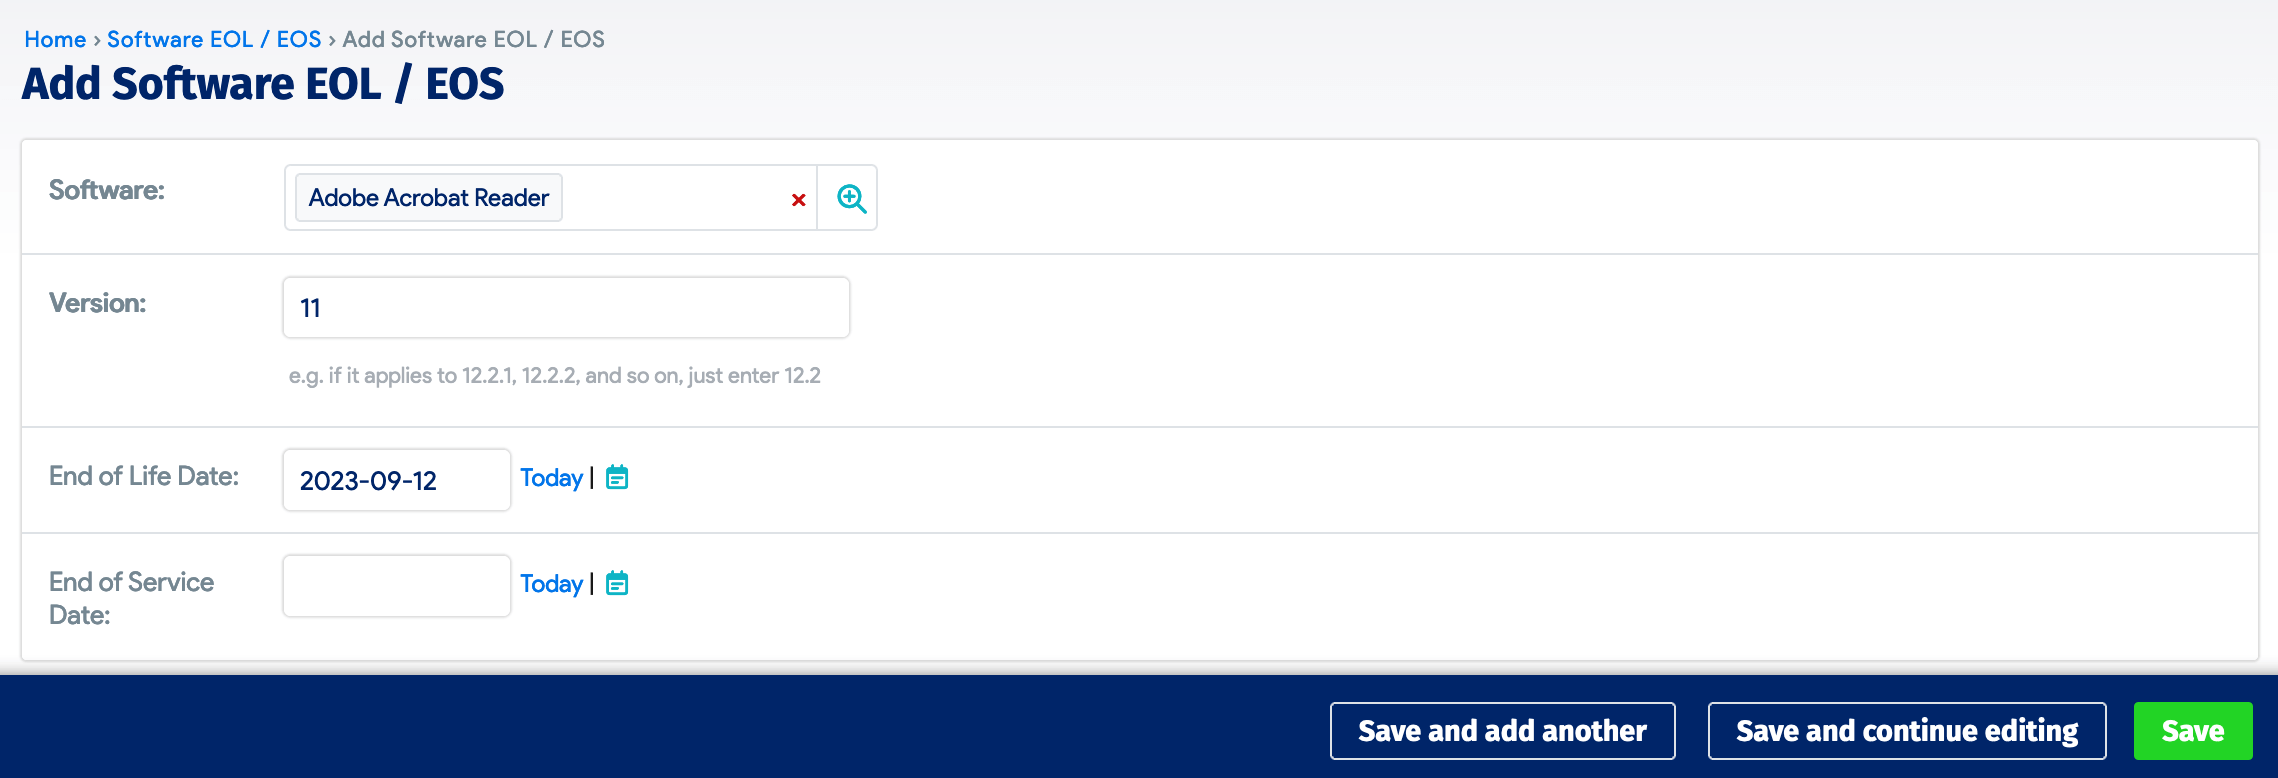 Home › Software EOL / EOS › Add Software EOL / EOS
Add Software EOL / EOS
Software:
Adobe Acrobat Reader
Version:
11
e.g. if it applies to 12.2.1, 12.2.2, and so on, just enter 12.2
End of Life Date:
2023-09-12
Today |
End of Service
Date:
Today |
Save and add another
Save and continue editing
Save